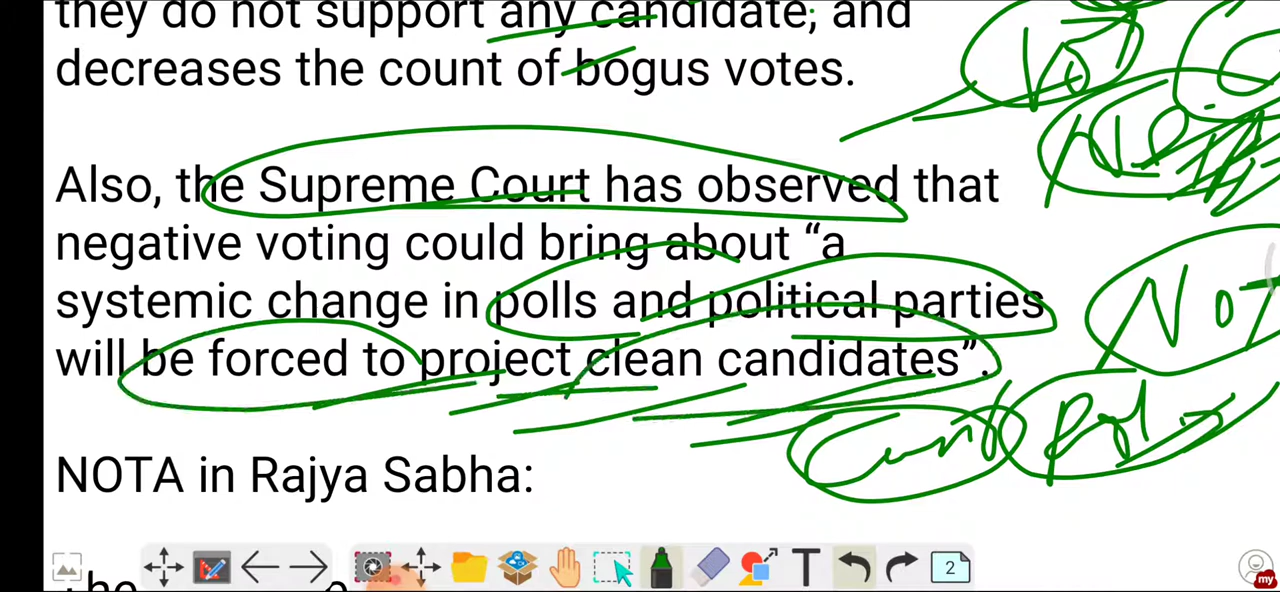 they do not support any candidate; and
decreases the count of bogus votes.
Also, the Supreme Court has observed that
negative voting could bring about “a
systemic change in polls and political parties
will be forced to project clean candidates”.
NOTA in Rajya Sabha:
2
my